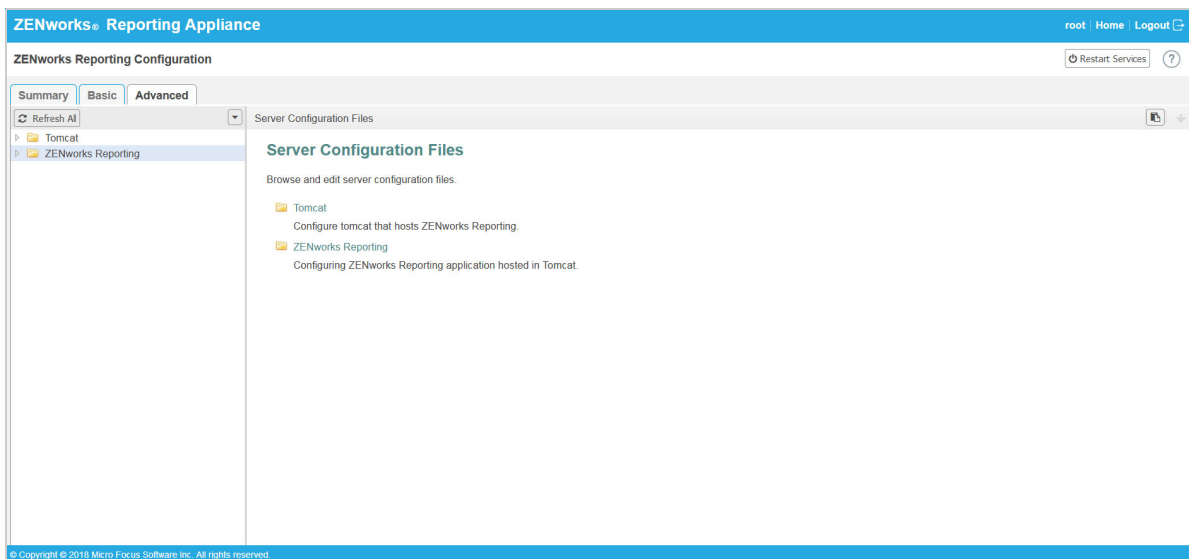 ZENworks® Reporting Appliance
root | Home | Logout
ZENworks Reporting Configuration
Restart Services
?
Summary
Basic
Advanced
Refresh All
Server Configuration Files
Tomcat
ZENworks Reporting
Server Configuration Files
Browse and edit server configuration files.
Tomcat
Configure tomcat that hosts ZENworks Reporting.
ZENworks Reporting
Configuring ZENworks Reporting application hosted in Tomcat.
© Copyright © 2018 Micro Focus Software Inc. All rights reserved.